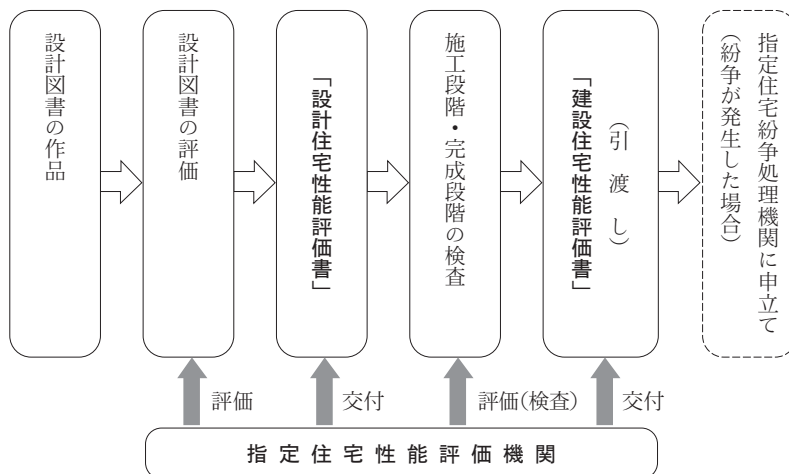 設計図書の作品
設計図書の評価
「設計住宅性能評価書」
施工段階・完成段階の検査
「建設住宅性能評価書」
（引渡し）
指定住宅紛争処理機関に申立て
（紛争が発生した場合）
評価
交付
評価（検査）
交付
指定住宅性能評価機関